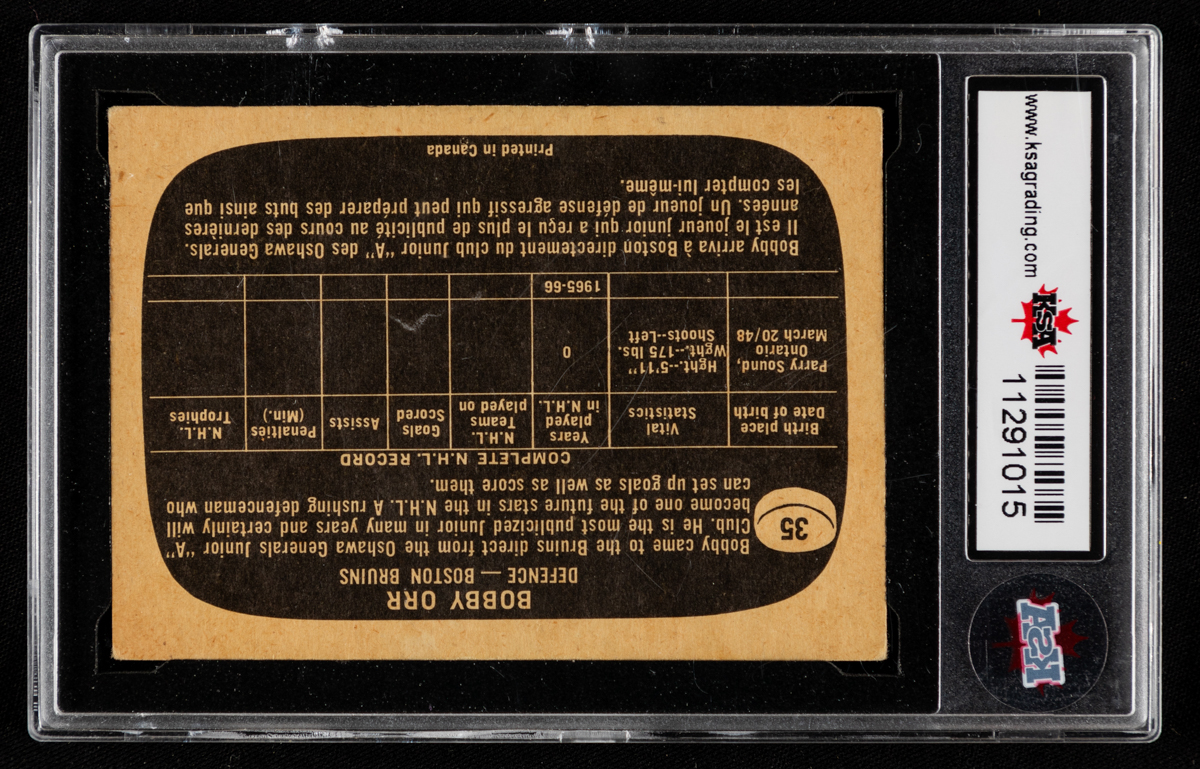 BOBBY ORR
DEFENCE — BOSTON BRUINS
35
Bobby came to the Bruins direct from the Oshawa Generals Junior "A"
Club. He is the most publicized Junior in many years and certainly will
become one of the future stars in the N.H.L. A rushing defenceman who
can set up goals as well as score them.
COMPLETE N.H.L. RECORD
Birth place Date of birth
Vital Statistics
Years played in N.H.L.
N.H.L. Teams played on
Goals Scored
Assists
Penalties (Min.)
N.H.L. Trophies
Parry Sound, Ontario March 20/48
Hght.--5'11" Wght.--175 lbs. Shoots--Left
0
1965-66
Bobby arriva à Boston directement du club Junior "A" des Oshawa Generals.
Il est le joueur junior qui a reçu le plus de publicité au cours des dernières
années. Un joueur de défense agressif qui peut préparer des buts ainsi que
les compter lui-même.
Printed in Canada
www.ksagrading.com
KSA
11291015
KSA